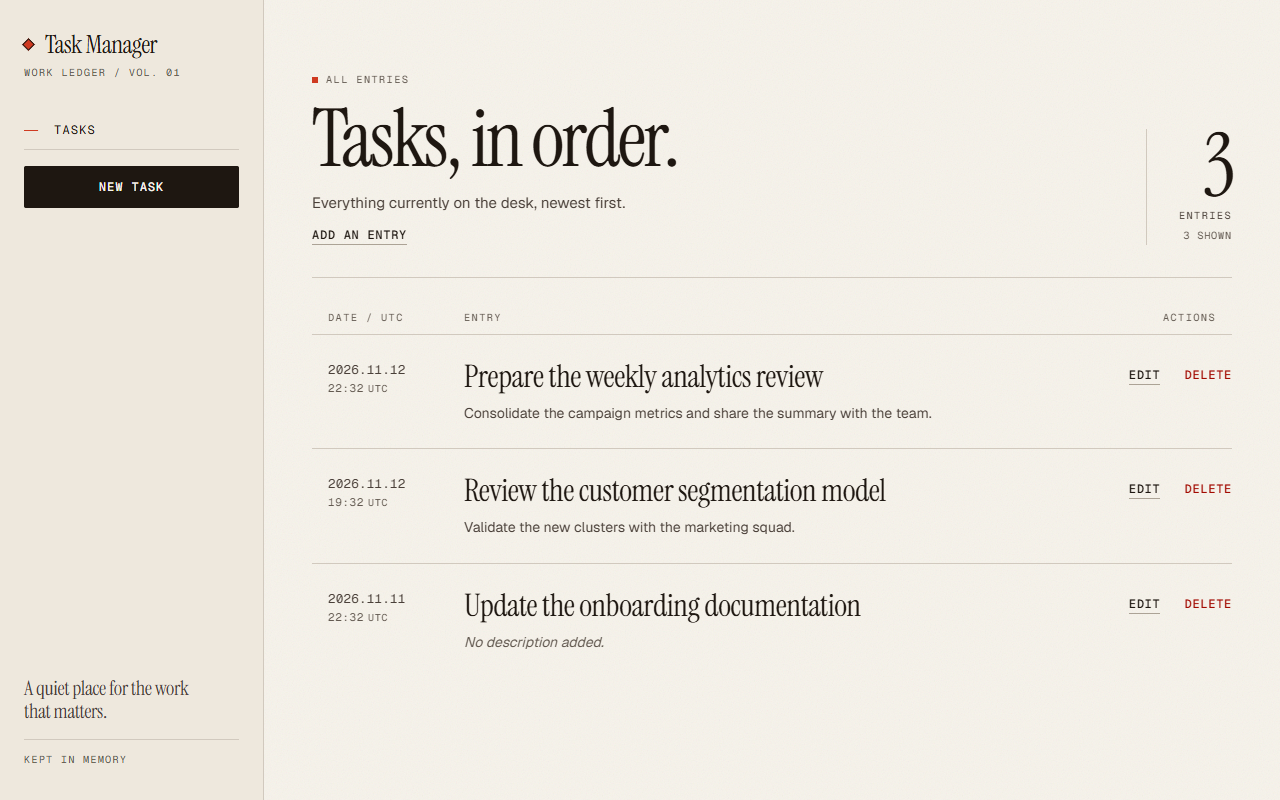 Task Manager
WORK LEDGER / VOL. 01
TASKS
NEW TASK
A quiet place for the work
that matters.
KEPT IN MEMORY
ALL ENTRIES
Tasks, in order.
Everything currently on the desk, newest first.
ADD AN ENTRY
3
ENTRIES
3 SHOWN
DATE / UTC ENTRY ACTIONS
2026.11.12
22:32 UTC
Prepare the weekly analytics review
Consolidate the campaign metrics and share the summary with the team.
EDIT DELETE
2026.11.12
19:32 UTC
Review the customer segmentation model
Validate the new clusters with the marketing squad.
EDIT DELETE
2026.11.11
22:32 UTC
Update the onboarding documentation
No description added.
EDIT DELETE